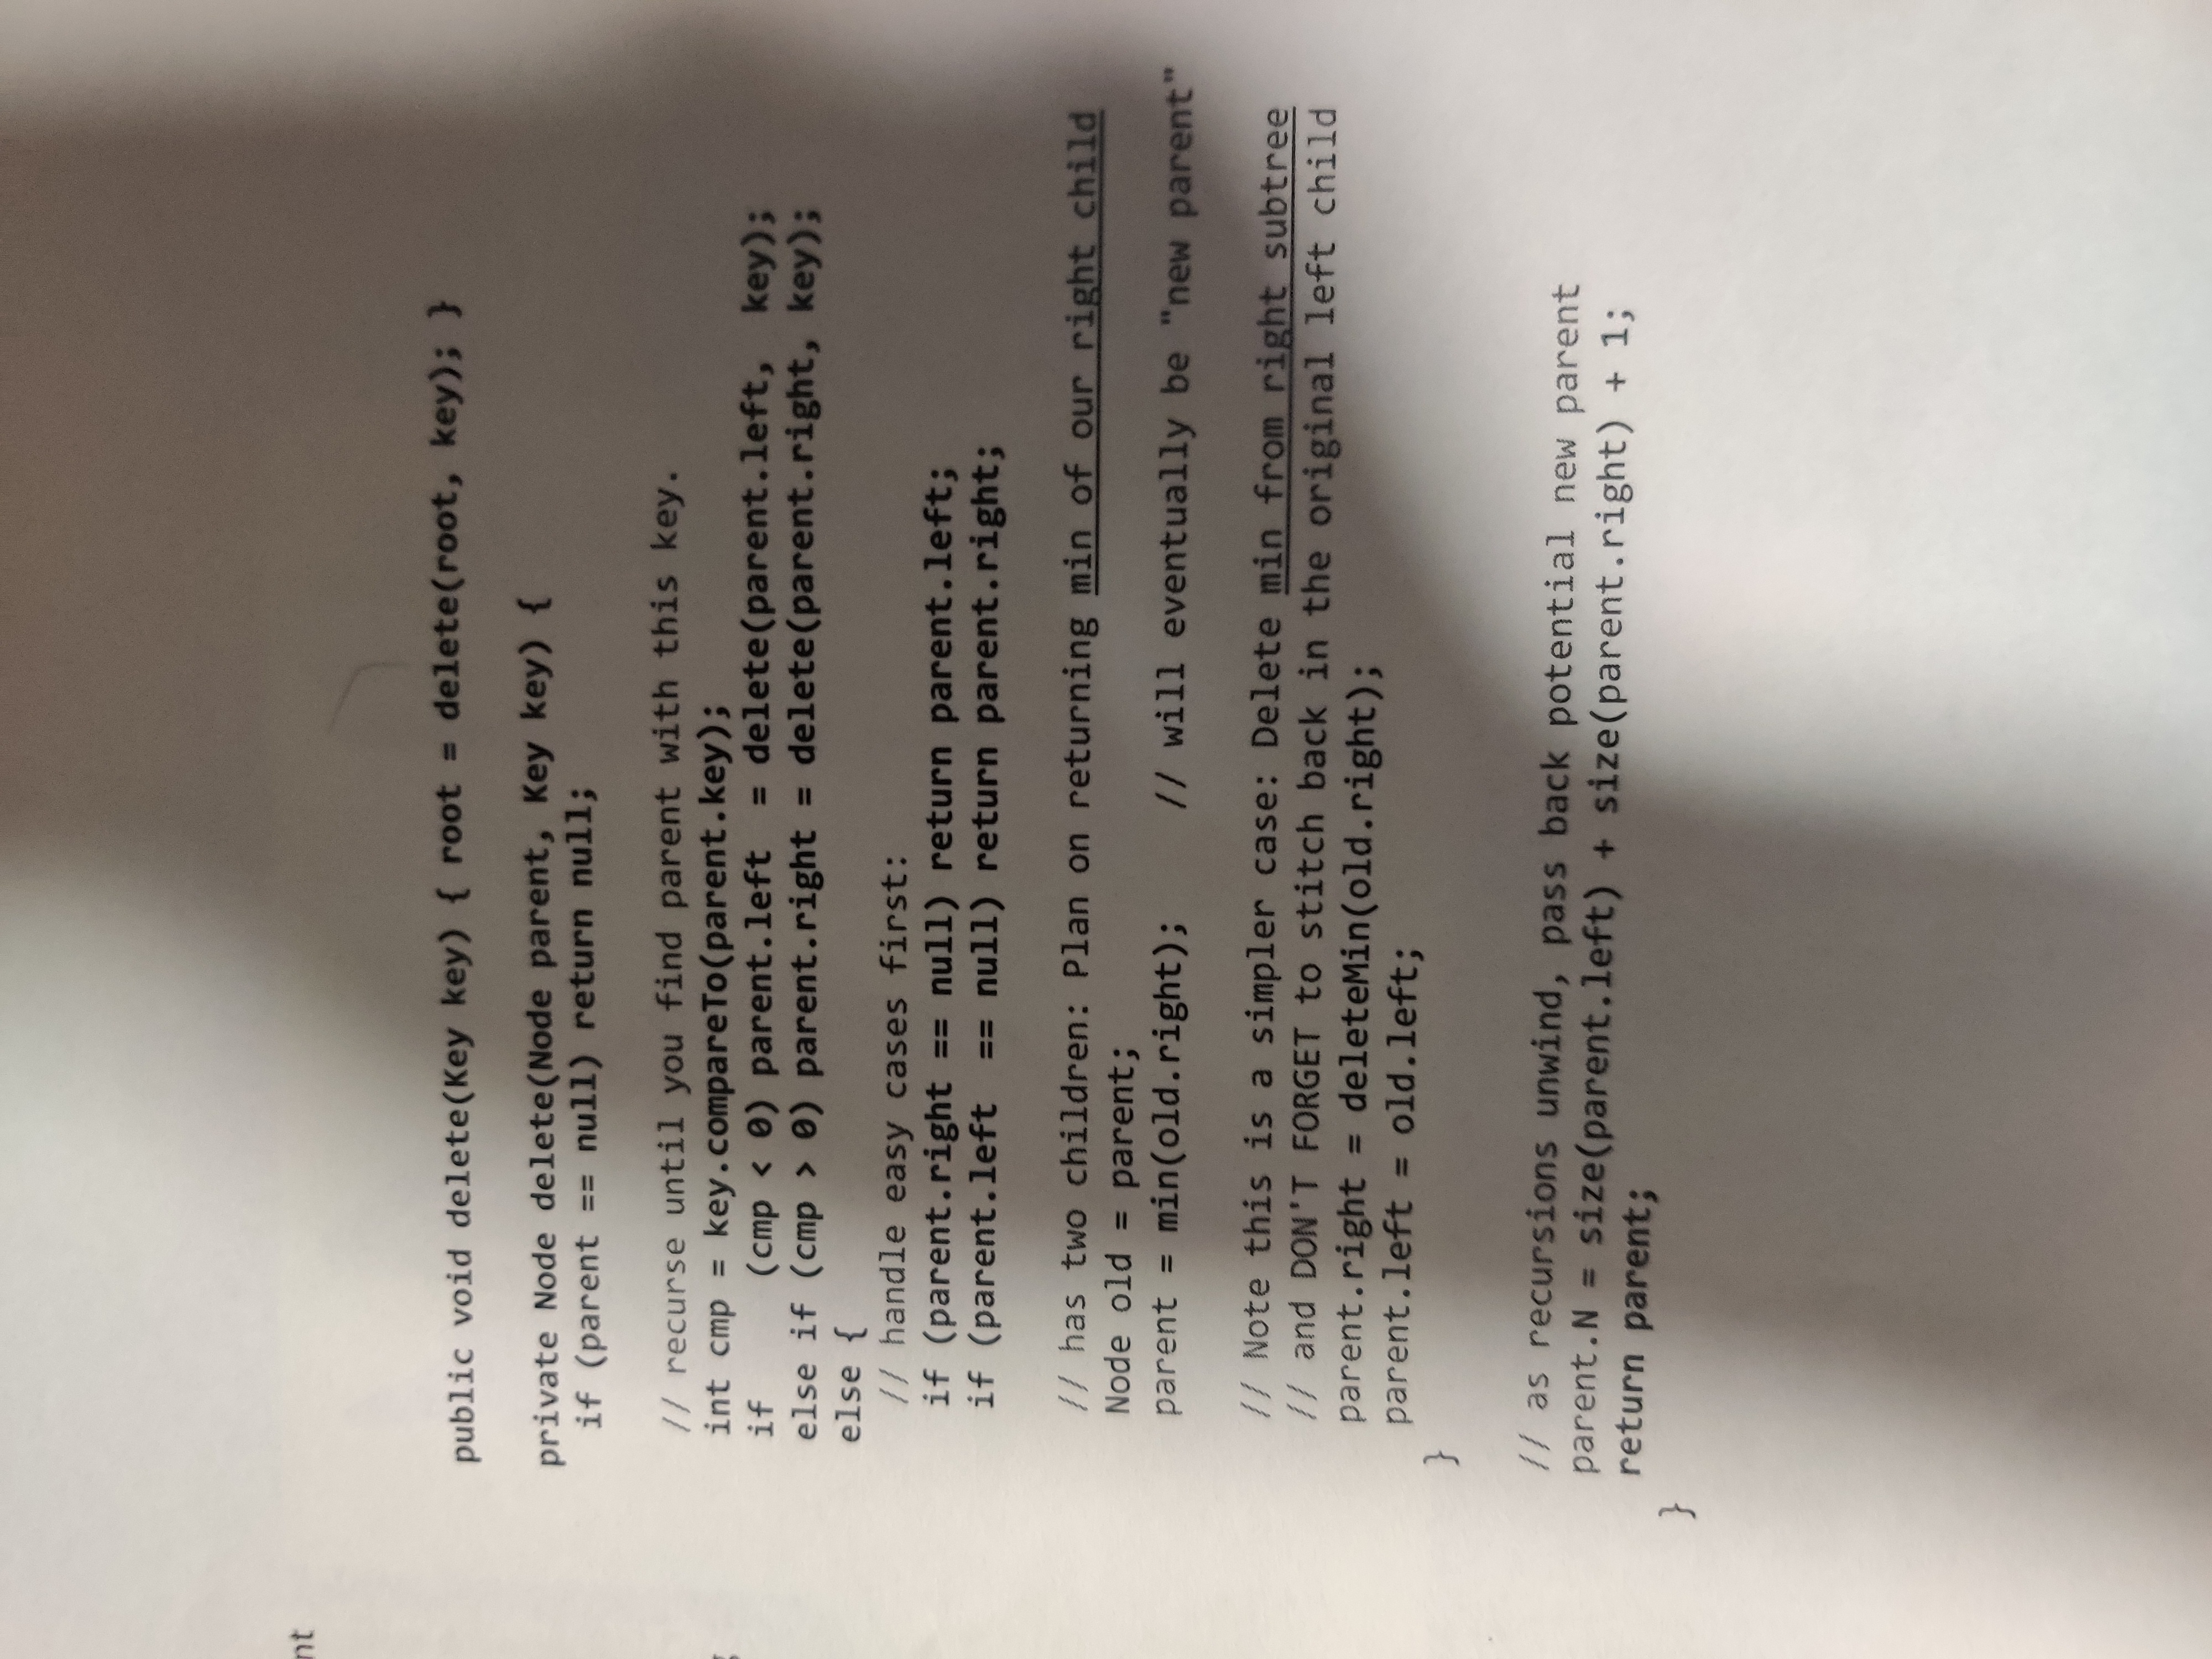 nt
public void delete(Key key) { root = delete(root, key); }
private Node delete(Node parent, Key key) {
if (parent == null) return null;
// recurse until you find parent with this key.
int cmp = key.compareTo(parent.key);
if      (cmp < 0) parent.left  = delete(parent.left,  key);
else if (cmp > 0) parent.right = delete(parent.right, key);
else {
// handle easy cases first:
if (parent.right == null) return parent.left;
if (parent.left  == null) return parent.right;
// has two children: Plan on returning min of our right child
Node old = parent;
parent = min(old.right);     // will eventually be "new parent"
// Note this is a simpler case: Delete min from right subtree
// and DON'T FORGET to stitch back in the original left child
parent.right = deleteMin(old.right);
parent.left = old.left;
}
// as recursions unwind, pass back potential new parent
parent.N = size(parent.left) + size(parent.right) + 1;
return parent;
}